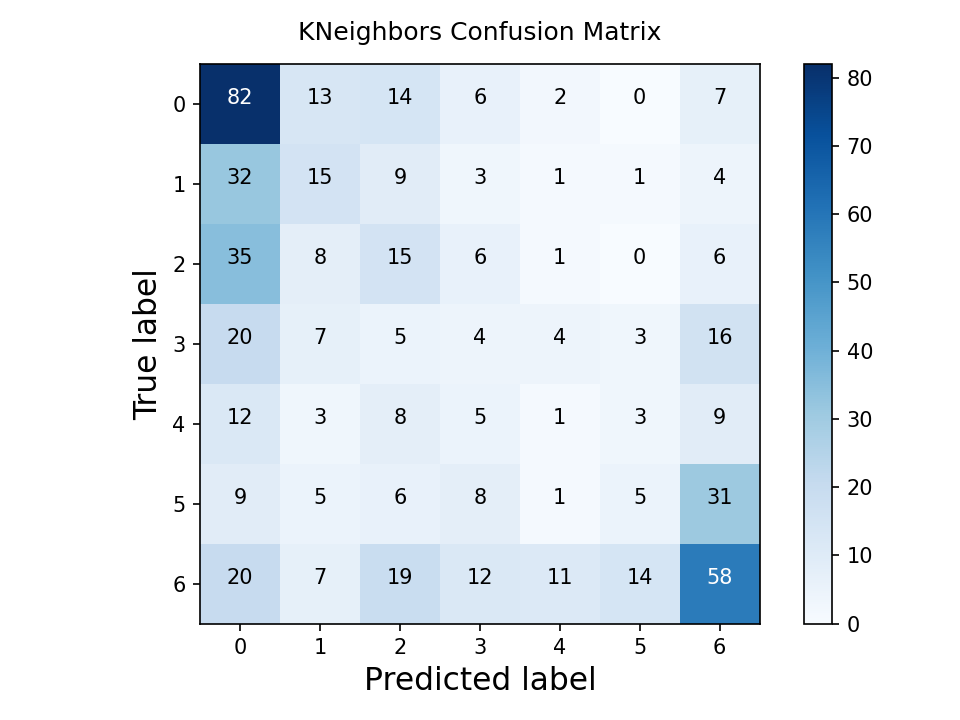 KNeighbors Confusion Matrix
0 82 13 14 6 2 0 7
1 32 15 9 3 1 1 4
2 35 8 15 6 1 0 6
3 20 7 5 4 4 3 16
4 12 3 8 5 1 3 9
5 9 5 6 8 1 5 31
6 20 7 19 12 11 14 58
0 1 2 3 4 5 6
True label
Predicted label
80
70
60
50
40
30
20
10
0